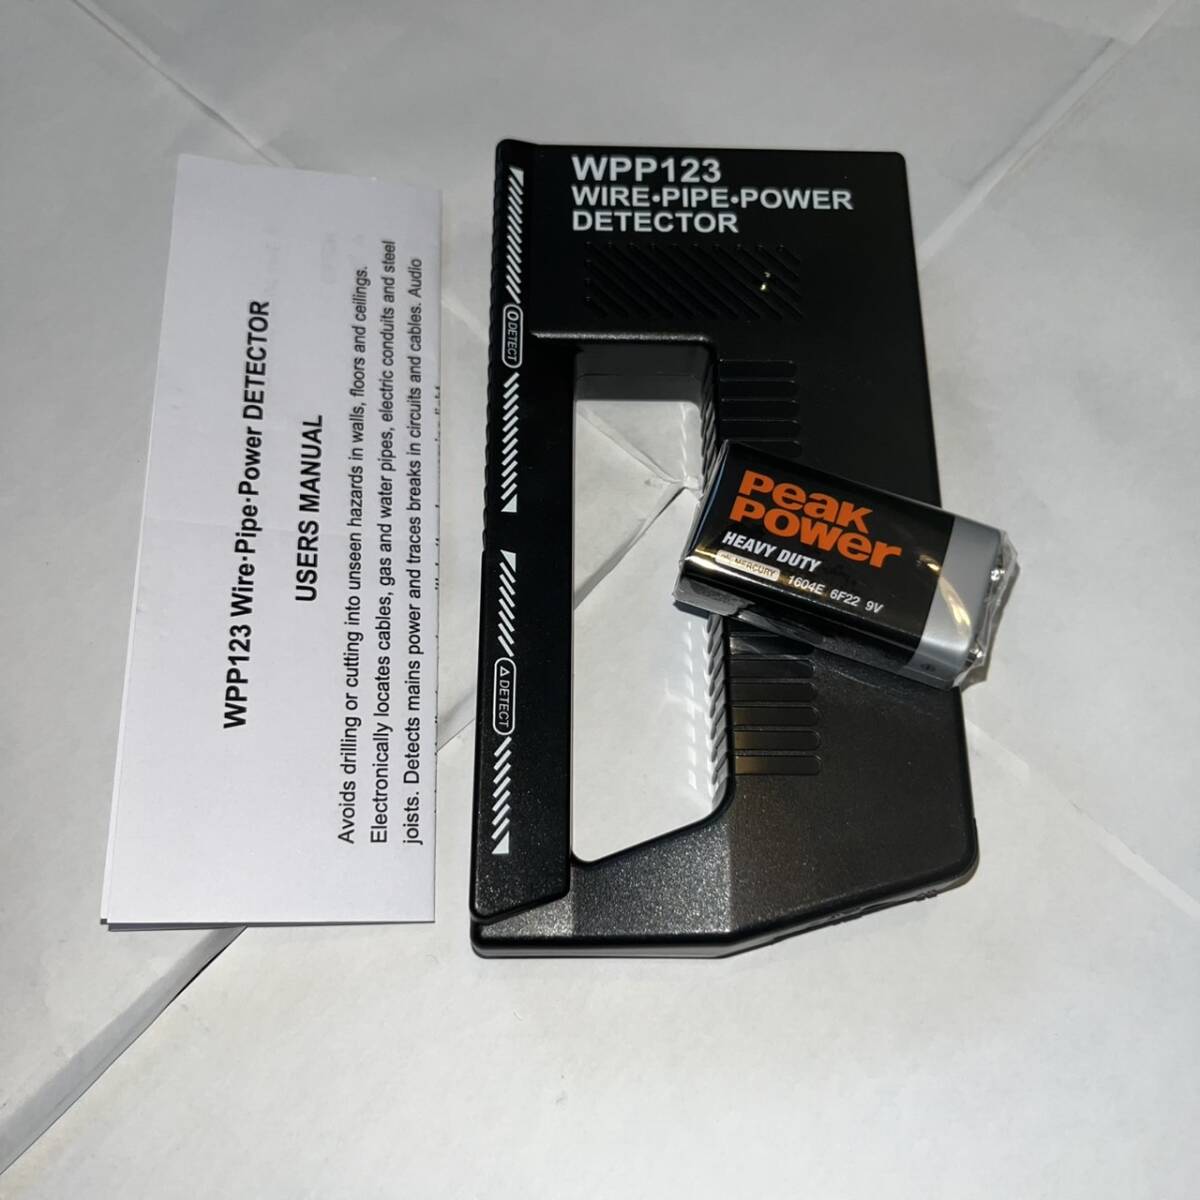 WPP123 Wire•Pipe•Power DETECTOR
USERS MANUAL
Avoids drilling or cutting into unseen hazards in walls, floors and ceilings.
Electronically locates cables, gas and water pipes, electric conduits and steel
joists. Detects mains power and traces breaks in circuits and cables. Audio
WPP123
WIRE•PIPE•POWER
DETECTOR
O DETECT
△ DETECT
Peak
Power
HEAVY DUTY
MERCURY
1604E 6F22 9V